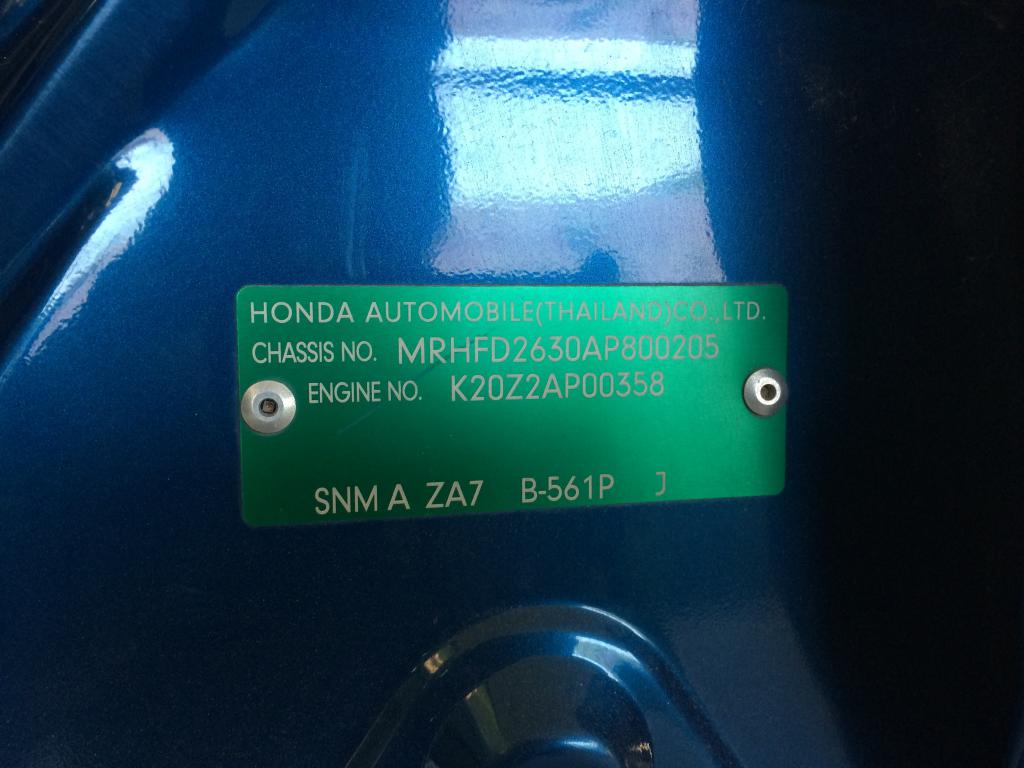 HONDA AUTOMOBILE(THAILAND)CO.,LTD.
CHASSIS NO. MRHFD2630AP800205
ENGINE NO. K20Z2AP00358
SNM A ZA7 B-561P J